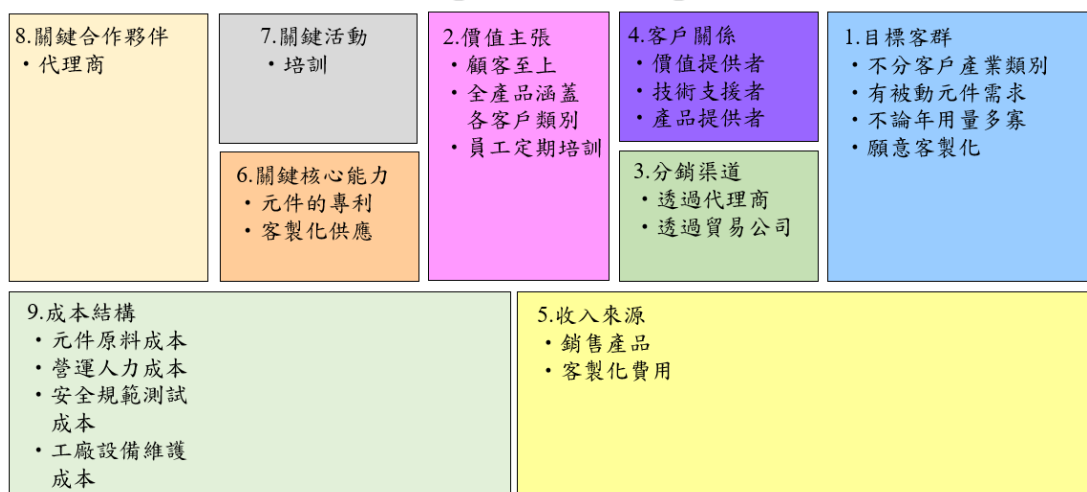 8.關鍵合作夥伴
・代理商
7.關鍵活動
・培訓
6.關鍵核心能力
・元件的專利
・客製化供應
2.價值主張
・顧客至上
・全產品涵蓋
各客戶類別
・員工定期培訓
4.客戶關係
・價值提供者
・技術支援者
・產品提供者
3.分銷渠道
・透過代理商
・透過貿易公司
1.目標客群
・不分客戶產業類別
・有被動元件需求
・不論年用量多寡
・願意客製化
9.成本結構
・元件原料成本
・營運人力成本
・安全規範測試
成本
・工廠設備維護
成本
5.收入來源
・銷售產品
・客製化費用